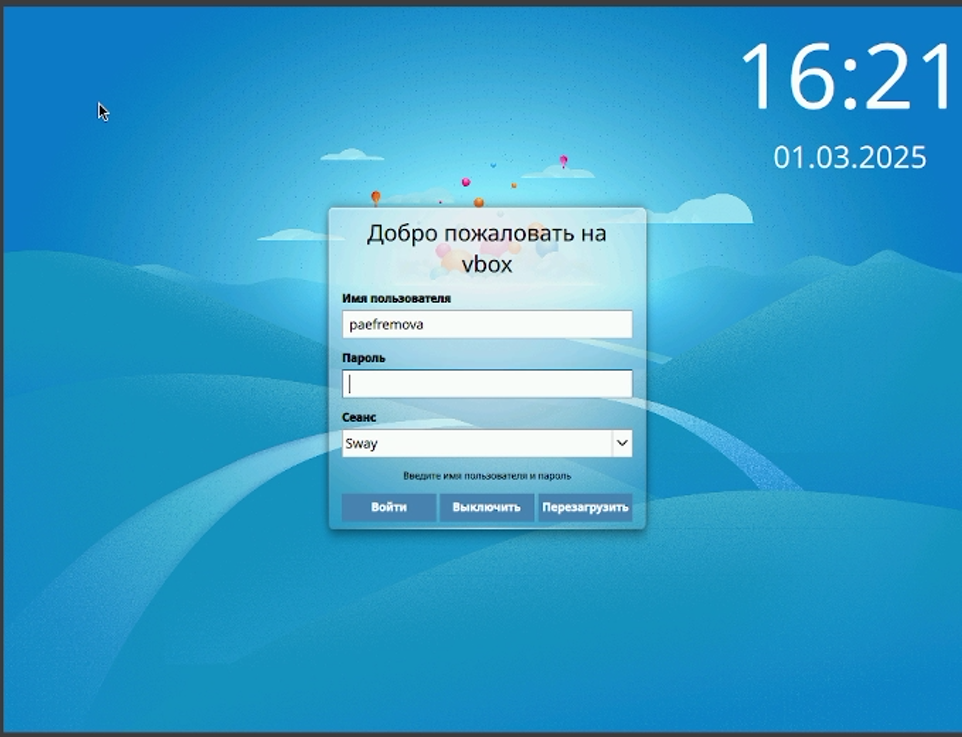 16:21
01.03.2025
Добро пожаловать на
vbox
Имя пользователя
paefremova
Пароль
Сеанс
Sway
Введите имя пользователя и пароль
Войти
Выключить
Перезагрузить